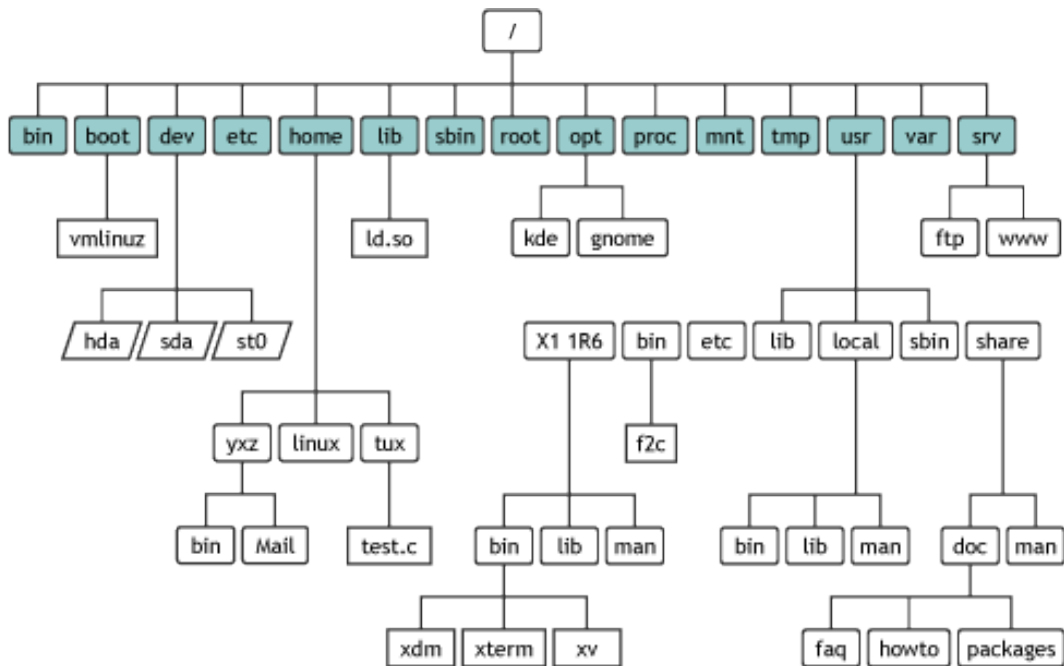 /
bin boot dev etc home lib sbin root opt proc mnt tmp usr var srv
vmlinuz ld.so kde gnome ftp www
hda sda st0 X1 1R6 bin etc lib local sbin share
yxz linux tux f2c
bin Mail test.c bin lib man bin lib man doc man
xdm xterm xv faq howto packages